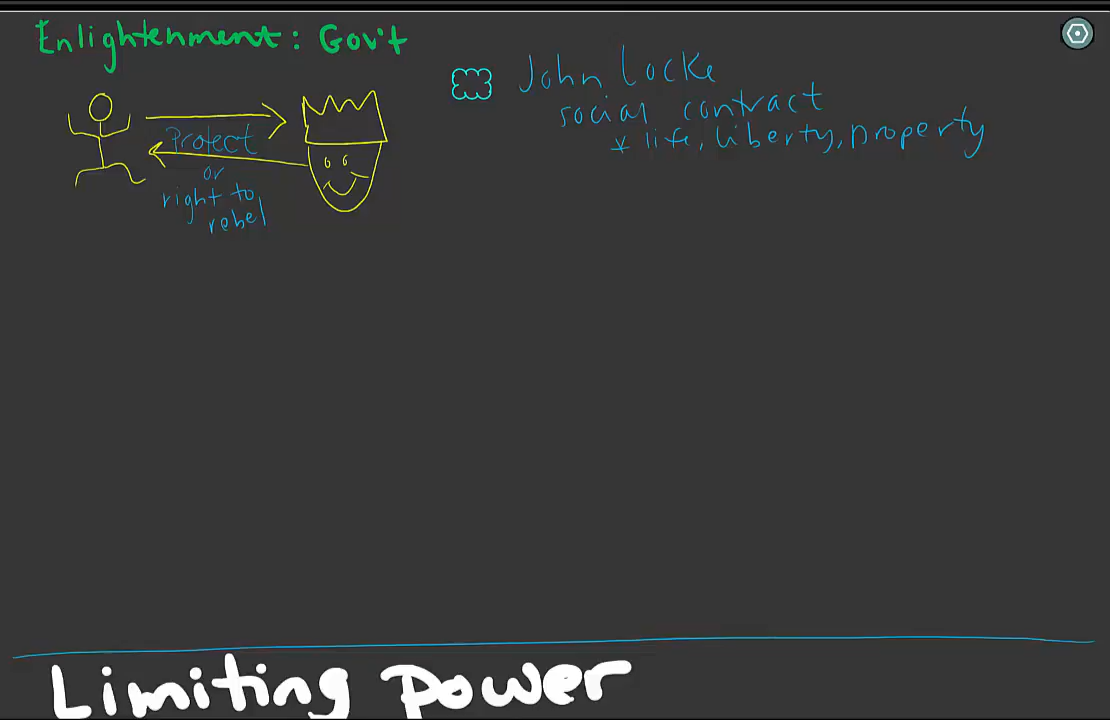 Enlightenment: Gov't
John Locke
social contract
* life, liberty, property
Protect
or
right to
rebel
Limiting Power